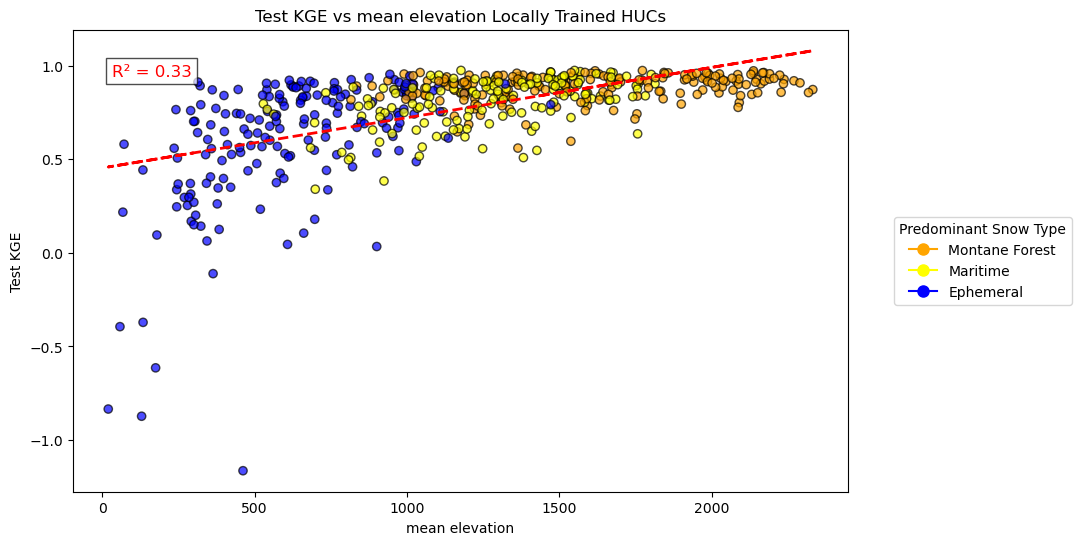 Test KGE vs mean elevation Locally Trained HUCs
R² = 0.33
1.0
0.5
0.0
−0.5
−1.0
Test KGE
0
500
1000
1500
2000
mean elevation
Predominant Snow Type
Montane Forest
Maritime
Ephemeral